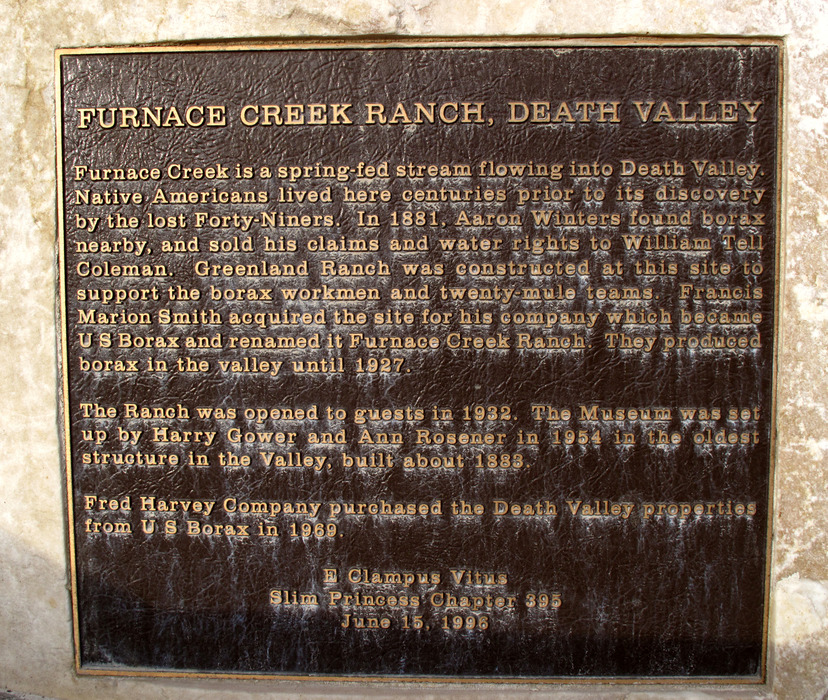 FURNACE CREEK RANCH, DEATH VALLEY
Furnace Creek is a spring-fed stream flowing into Death Valley.
Native Americans lived here centuries prior to its discovery
by the lost Forty-Niners. In 1881, Aaron Winters found borax
nearby, and sold his claims and water rights to William Tell
Coleman. Greenland Ranch was constructed at this site to
support the borax workmen and twenty-mule teams. Francis
Marion Smith acquired the site for his company which became
U S Borax and renamed it Furnace Creek Ranch. They produced
borax in the valley until 1927.
The Ranch was opened to guests in 1932. The Museum was set
up by Harry Gower and Ann Rosener in 1954 in the oldest
structure in the Valley, built about 1883.
Fred Harvey Company purchased the Death Valley properties
from U S Borax in 1969.
E Clampus Vitus
Slim Princess Chapter 395
June 15, 1996